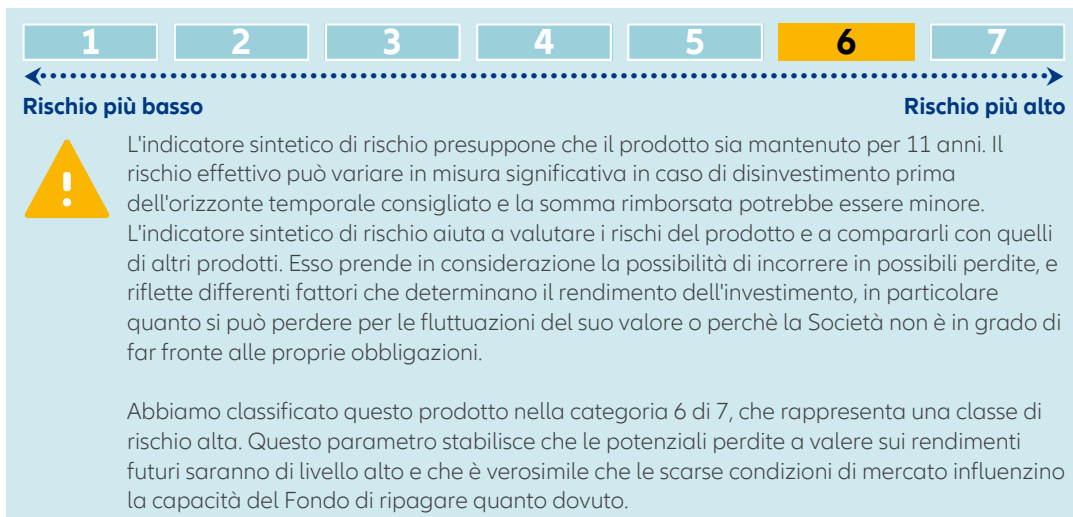 1 2 3 4 5 6 7
Rischio più basso Rischio più alto
L'indicatore sintetico di rischio presuppone che il prodotto sia mantenuto per 11 anni. Il
rischio effettivo può variare in misura significativa in caso di disinvestimento prima
dell'orizzonte temporale consigliato e la somma rimborsata potrebbe essere minore.
L'indicatore sintetico di rischio aiuta a valutare i rischi del prodotto e a compararli con quelli
di altri prodotti. Esso prende in considerazione la possibilità di incorrere in possibili perdite, e
riflette differenti fattori che determinano il rendimento dell'investimento, in particolare
quanto si può perdere per le fluttuazioni del suo valore o perchè la Società non è in grado di
far fronte alle proprie obbligazioni.
Abbiamo classificato questo prodotto nella categoria 6 di 7, che rappresenta una classe di
rischio alta. Questo parametro stabilisce che le potenziali perdite a valere sui rendimenti
futuri saranno di livello alto e che è verosimile che le scarse condizioni di mercato influenzino
la capacità del Fondo di ripagare quanto dovuto.